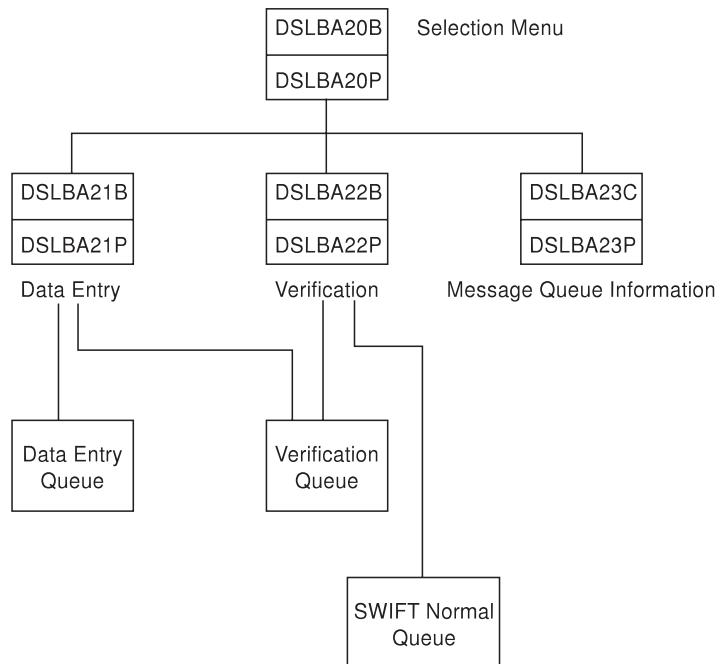 DSLBA20B
Selection Menu
DSLBA20P
DSLBA21B
DSLBA22B
DSLBA23C
DSLBA21P
DSLBA22P
DSLBA23P
Data Entry
Verification
Message Queue Information
Data Entry
Queue
Verification
Queue
SWIFT Normal
Queue